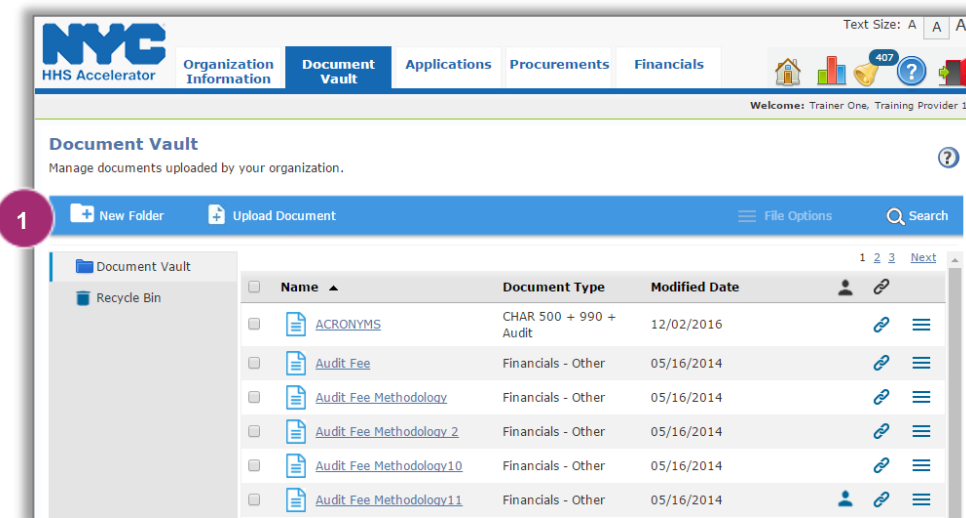 Text Size: A A A
NYC
HHS Accelerator
Organization Information
Document Vault
Applications
Procurements
Financials
407
?
Welcome: Trainer One, Training Provider 1
Document Vault
Manage documents uploaded by your organization.
?
1
New Folder
Upload Document
File Options
Search
Document Vault
Recycle Bin
1 2 3 Next
Name ▲ Document Type Modified Date
ACRONYMS CHAR 500 + 990 + Audit 12/02/2016
Audit Fee Financials - Other 05/16/2014
Audit Fee Methodology Financials - Other 05/16/2014
Audit Fee Methodology 2 Financials - Other 05/16/2014
Audit Fee Methodology10 Financials - Other 05/16/2014
Audit Fee Methodology11 Financials - Other 05/16/2014